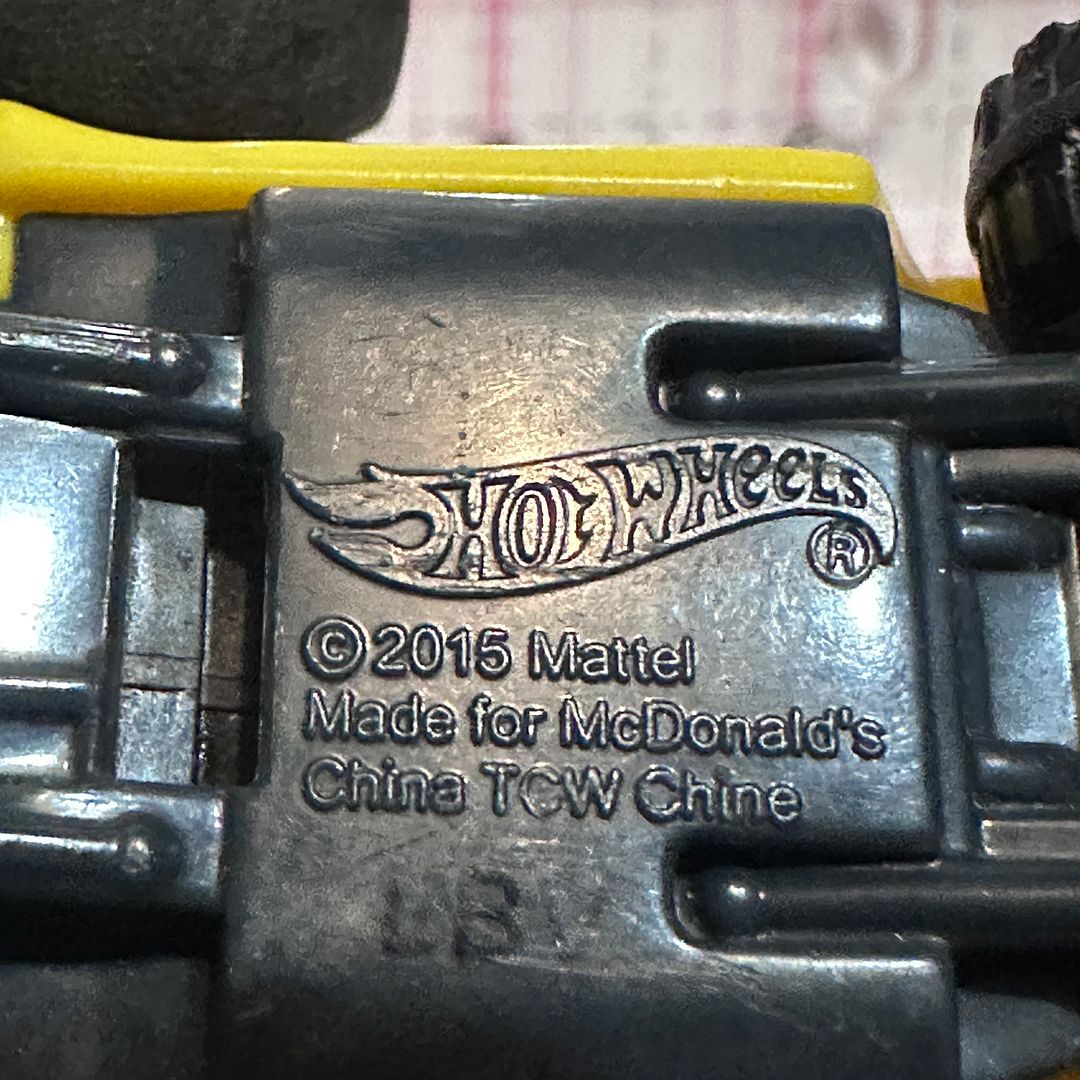 HOT WHEELS ®
© 2015 Mattel
Made for McDonald's
China TCW Chine